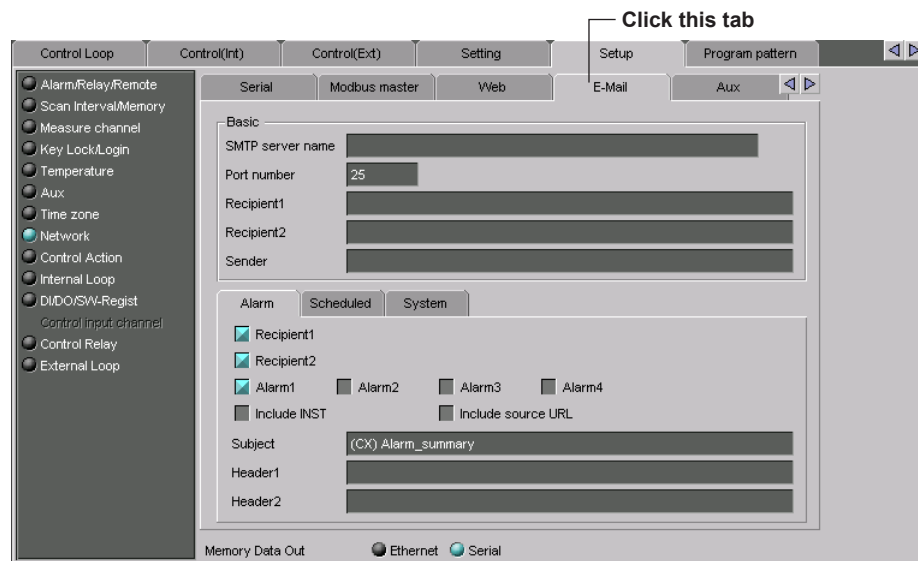 Click this tab
Control Loop Control(Int) Control(Ext) Setting Setup Program pattern
Alarm/Relay/Remote
Scan Interval/Memory
Measure channel
Key Lock/Login
Temperature
Aux
Time zone
Network
Control Action
Internal Loop
DI/DO/SW-Regist
Control input channel
Control Relay
External Loop
Serial Modbus master Web E-Mail Aux
Basic
SMTP server name
Port number 25
Recipient1
Recipient2
Sender
Alarm Scheduled System
Recipient1
Recipient2
Alarm1 Alarm2 Alarm3 Alarm4
Include INST Include source URL
Subject (CX) Alarm_summary
Header1
Header2
Memory Data Out Ethernet Serial